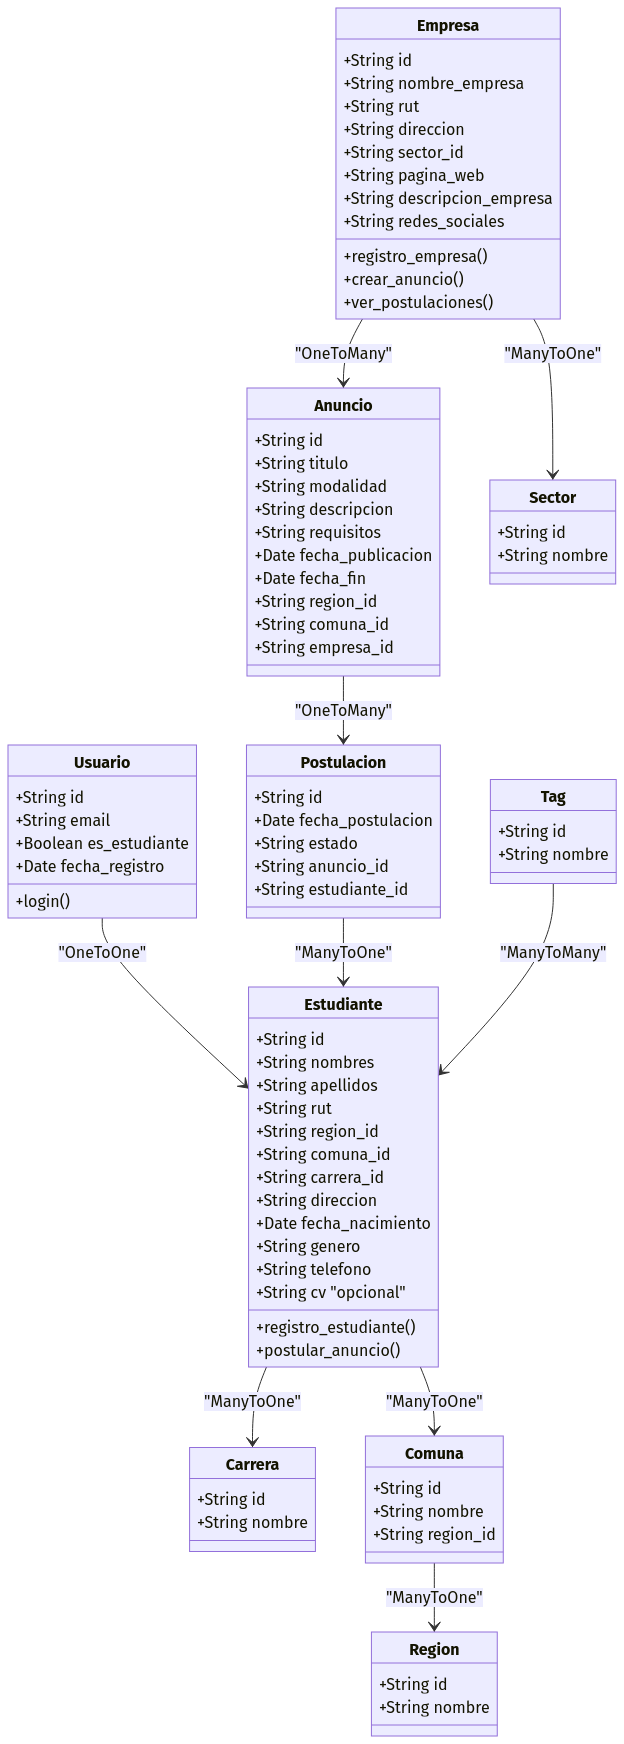 Empresa
+String id
+String nombre_empresa
+String rut
+String direccion
+String sector_id
+String pagina_web
+String descripcion_empresa
+String redes_sociales
+registro_empresa()
+crear_anuncio()
+ver_postulaciones()
"OneToMany"
"ManyToOne"
Anuncio
+String id
+String titulo
+String modalidad
+String descripcion
+String requisitos
+Date fecha_publicacion
+Date fecha_fin
+String region_id
+String comuna_id
+String empresa_id
Sector
+String id
+String nombre
"OneToMany"
Usuario
+String id
+String email
+Boolean es_estudiante
+Date fecha_registro
+login()
Postulacion
+String id
+Date fecha_postulacion
+String estado
+String anuncio_id
+String estudiante_id
Tag
+String id
+String nombre
"OneToOne"
"ManyToOne"
"ManyToMany"
Estudiante
+String id
+String nombres
+String apellidos
+String rut
+String region_id
+String comuna_id
+String carrera_id
+String direccion
+Date fecha_nacimiento
+String genero
+String telefono
+String cv "opcional"
+registro_estudiante()
+postular_anuncio()
"ManyToOne"
"ManyToOne"
Carrera
+String id
+String nombre
Comuna
+String id
+String nombre
+String region_id
"ManyToOne"
Region
+String id
+String nombre